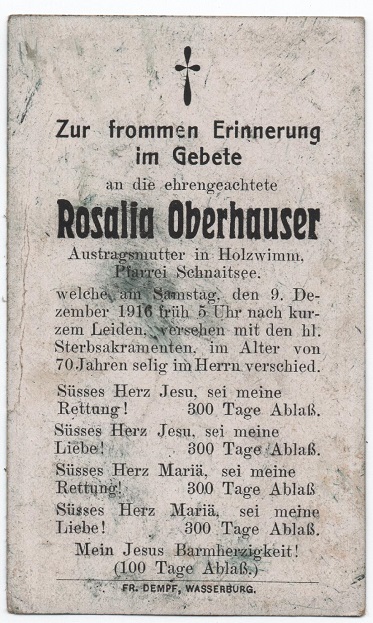 Zur frommen Erinnerung
im Gebete
an die ehrengeachtete
Rosalia Oberhauser
Austragsmutter in Holzwimm,
Pfarrei Schnaitsee.
welche am Samstag, den 9. De-
zember 1916 früh 5 Uhr nach kur-
zem Leiden, versehen mit den hl.
Sterbsakramenten, im Alter von
70 Jahren selig im Herrn verschied.
Süsses Herz Jesu, sei meine
Rettung! 300 Tage Ablaß.
Süsses Herz Jesu, sei meine
Liebe! 300 Tage Ablaß.
Süsses Herz Mariä, sei meine
Rettung! 300 Tage Ablaß
Süsses Herz Mariä, sei meine
Liebe! 300 Tage Ablaß.
Mein Jesus Barmherzigkeit!
(100 Tage Ablaß.)
FR. DEMPF, WASSERBURG.